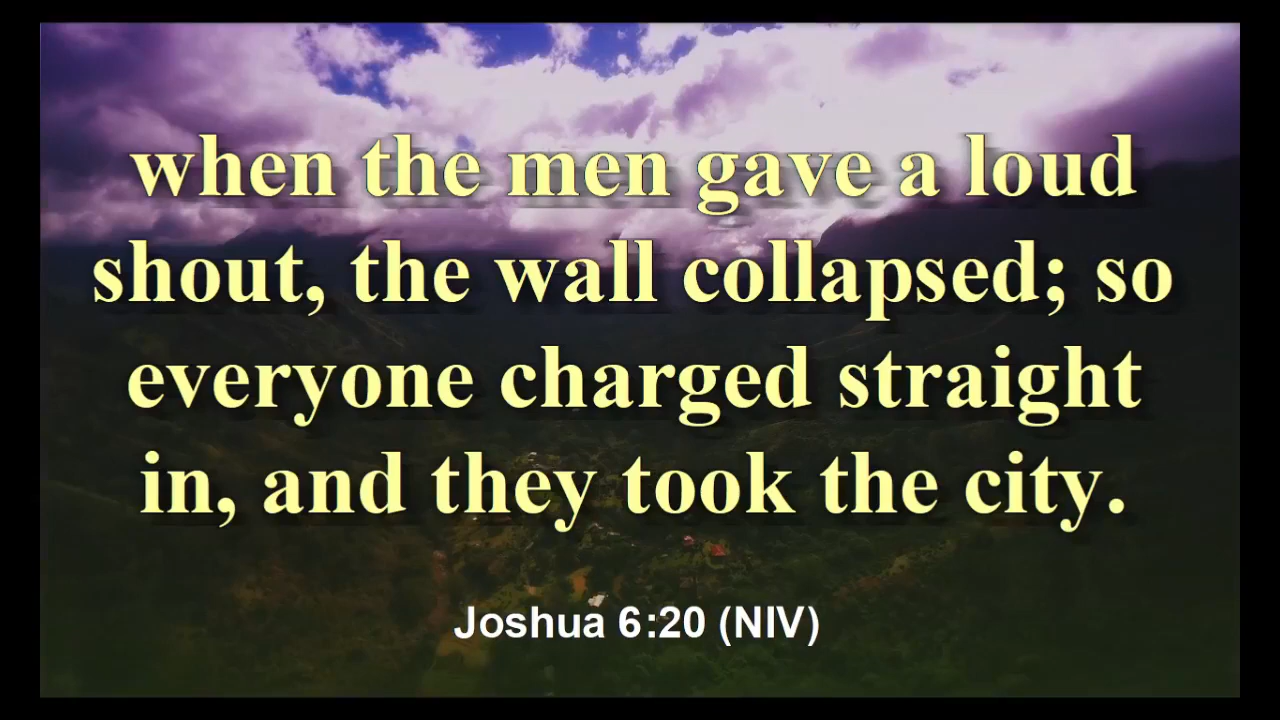 when the men gave a loud
shout, the wall collapsed; so
everyone charged straight
in, and they took the city.
Joshua 6:20 (NIV)